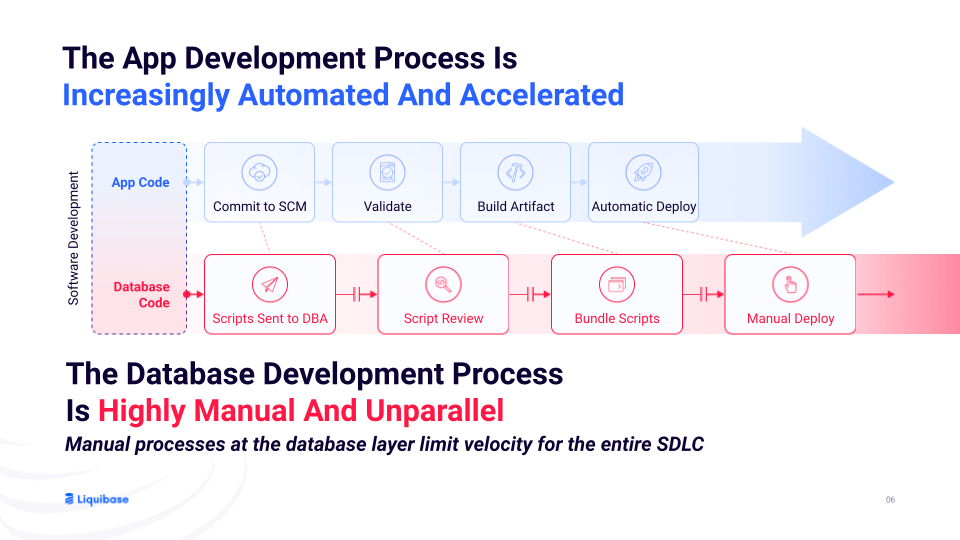 The App Development Process Is
Increasingly Automated And Accelerated
Software Development
App Code
Commit to SCM
Validate
Build Artifact
Automatic Deploy
Database
Code
Scripts Sent to DBA
Script Review
Bundle Scripts
Manual Deploy
The Database Development Process
Is Highly Manual And Unparallel
Manual processes at the database layer limit velocity for the entire SDLC
Liquibase
06